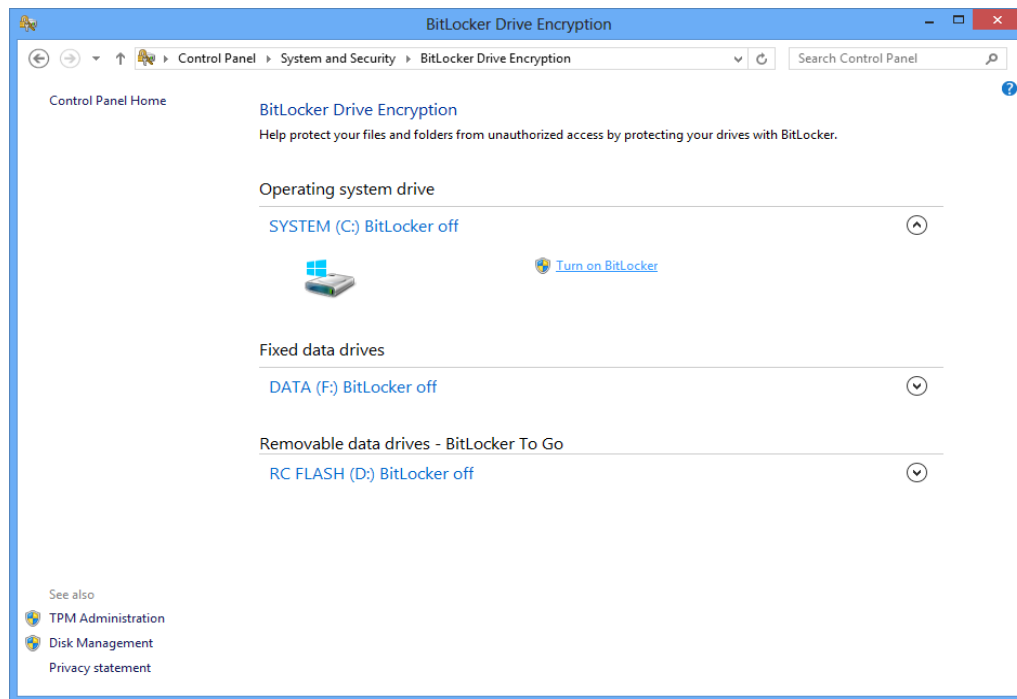 BitLocker Drive Encryption
Control Panel System and Security BitLocker Drive Encryption Search Control Panel
Control Panel Home
BitLocker Drive Encryption
Help protect your files and folders from unauthorized access by protecting your drives with BitLocker.
Operating system drive
SYSTEM (C:) BitLocker off
Turn on BitLocker
Fixed data drives
DATA (F:) BitLocker off
Removable data drives - BitLocker To Go
RC FLASH (D:) BitLocker off
See also
TPM Administration
Disk Management
Privacy statement